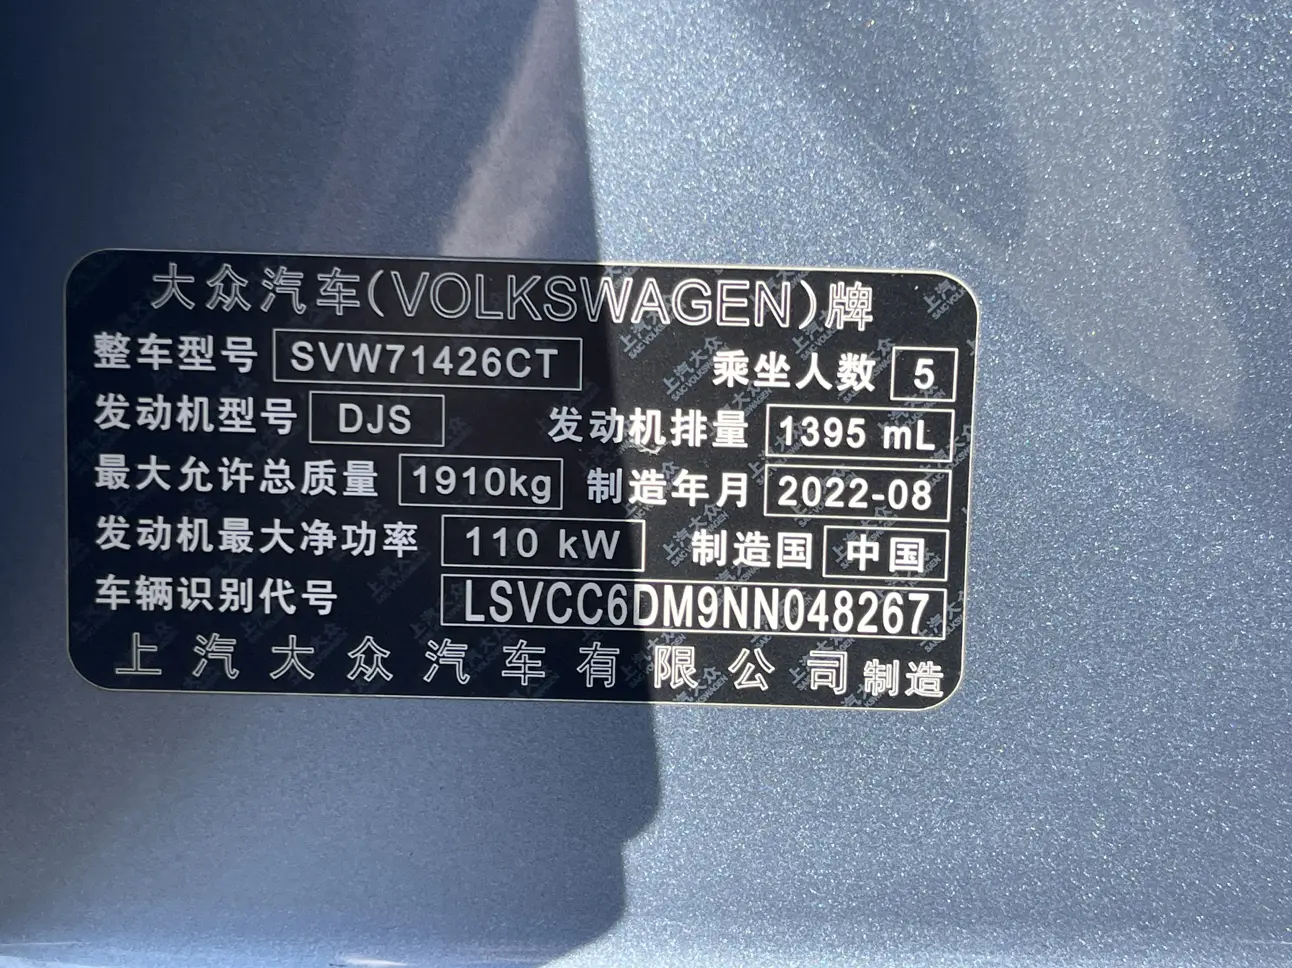 大众汽车(VOLKSWAGEN)牌
整车型号 SVW71426CT 乘坐人数 5
发动机型号 DJS 发动机排量 1395 mL
最大允许总质量 1910kg 制造年月 2022-08
发动机最大净功率 110 kW 制造国 中国
车辆识别代号 LSVCC6DM9NN048267
上汽大众汽车有限公司制造